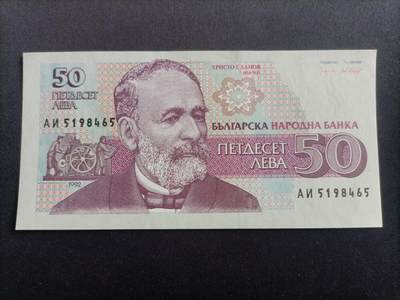 50
ПЕТДЕСЕТ
ЛЕВА
АИ 5198465
1992
ХРИСТО Г. ДАНОВ
БЪЛГАРСКА НАРОДНА БАНКА
ПЕТДЕСЕТ
ЛЕВА
50
АИ 5198465